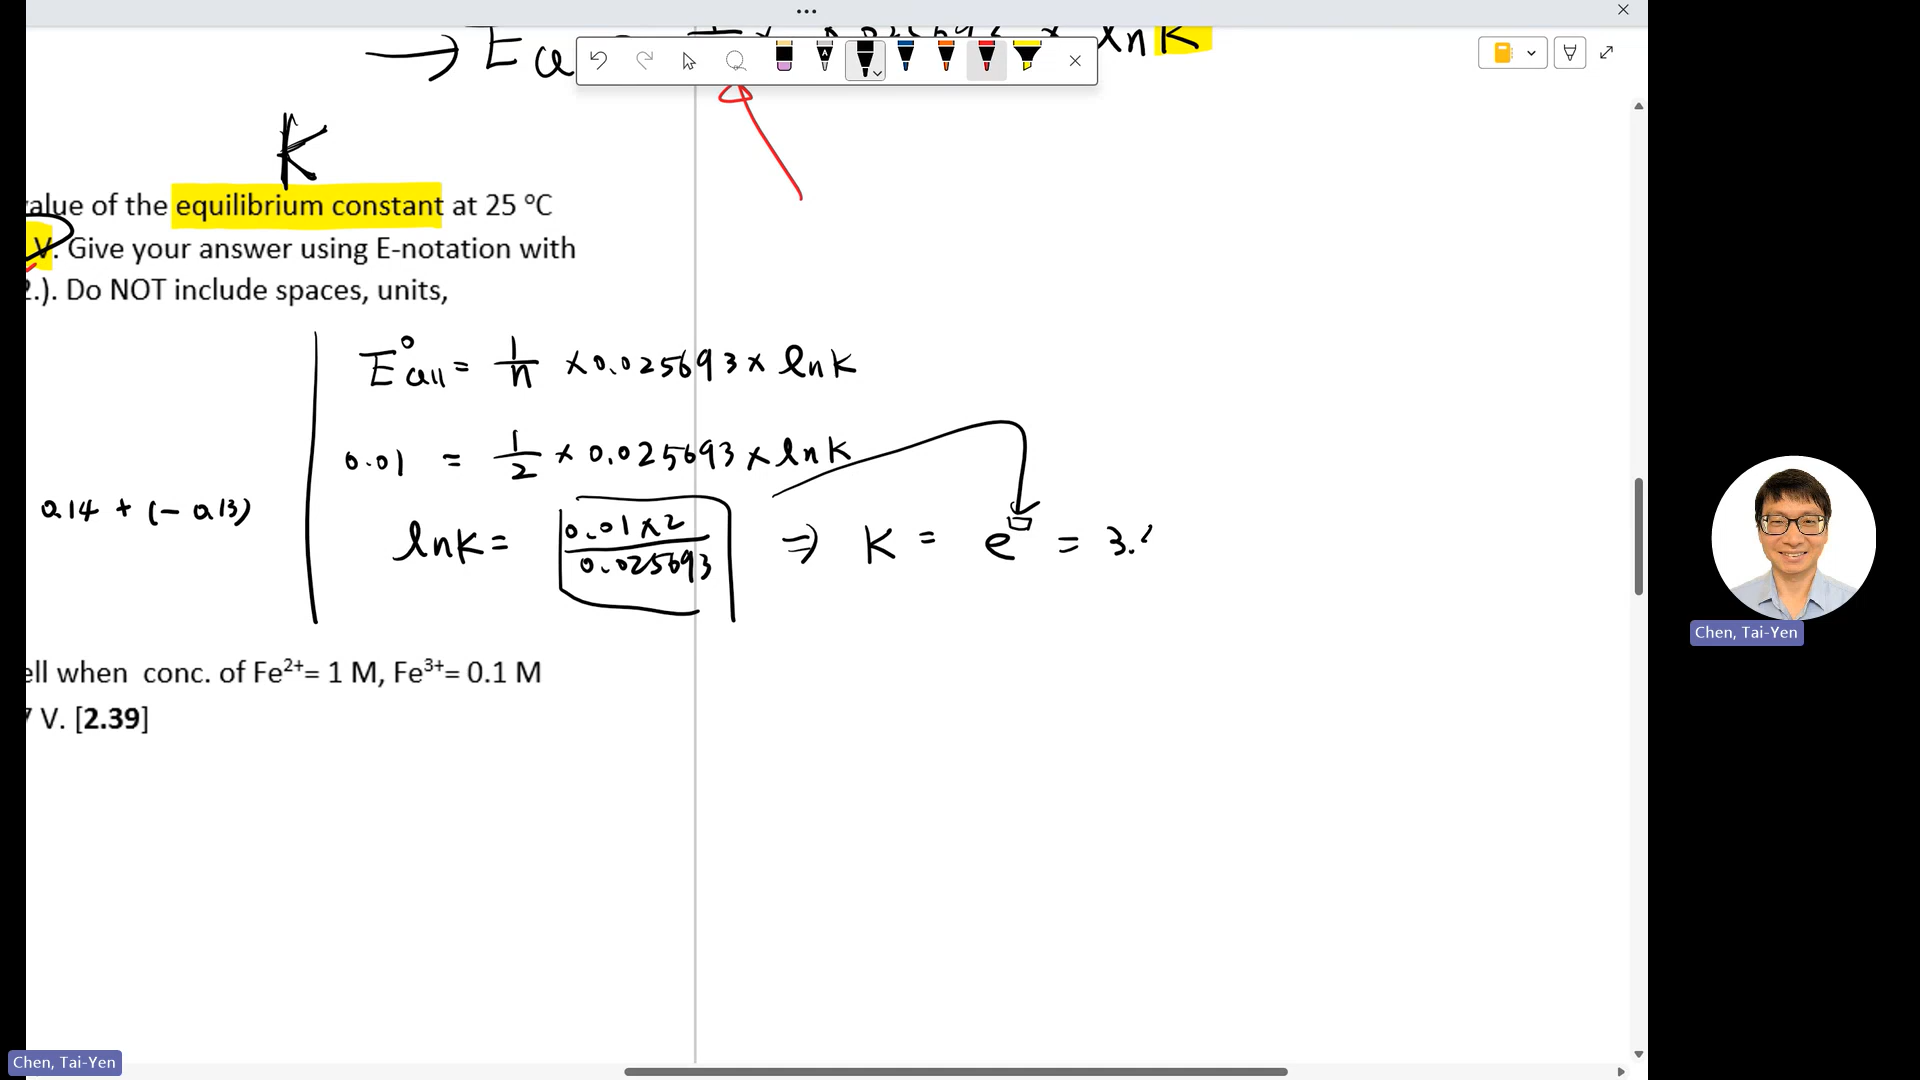 → E
ln K
K
value of the equilibrium constant at 25 °C
V. Give your answer using E-notation with
2.). Do NOT include spaces, units,
E°cell = 1/n × 0.025693 × ln K
0.01 = 1/2 × 0.025693 × ln K
0.14 + (- 0.13)
ln K = 0.01 × 2 / 0.025693 ⇒ K = e^□ = 3.
ell when conc. of Fe2+= 1 M, Fe3+= 0.1 M
V. [2.39]
Chen, Tai-Yen
Chen, Tai-Yen